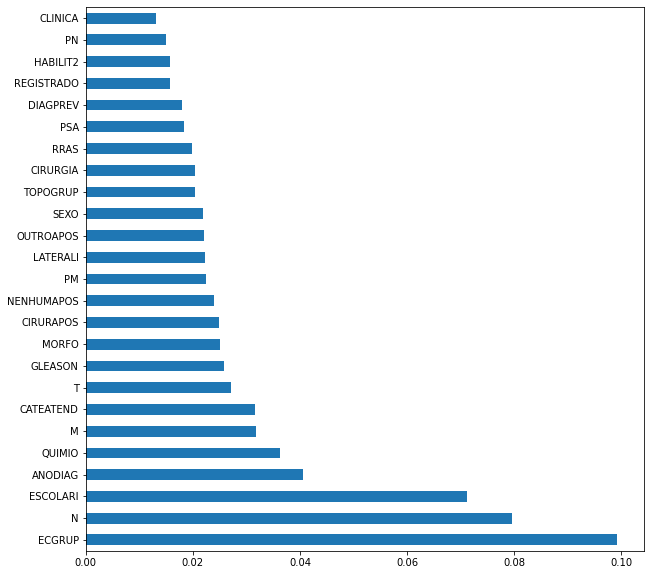 CLINICA
PN
HABILIT2
REGISTRADO
DIAGPREV
PSA
RRAS
CIRURGIA
TOPOGRUP
SEXO
OUTROAPOS
LATERALI
PM
NENHUMAPOS
CIRURAPOS
MORFO
GLEASON
T
CATEATEND
M
QUIMIO
ANODIAG
ESCOLARI
N
ECGRUP
0.00 0.02 0.04 0.06 0.08 0.10